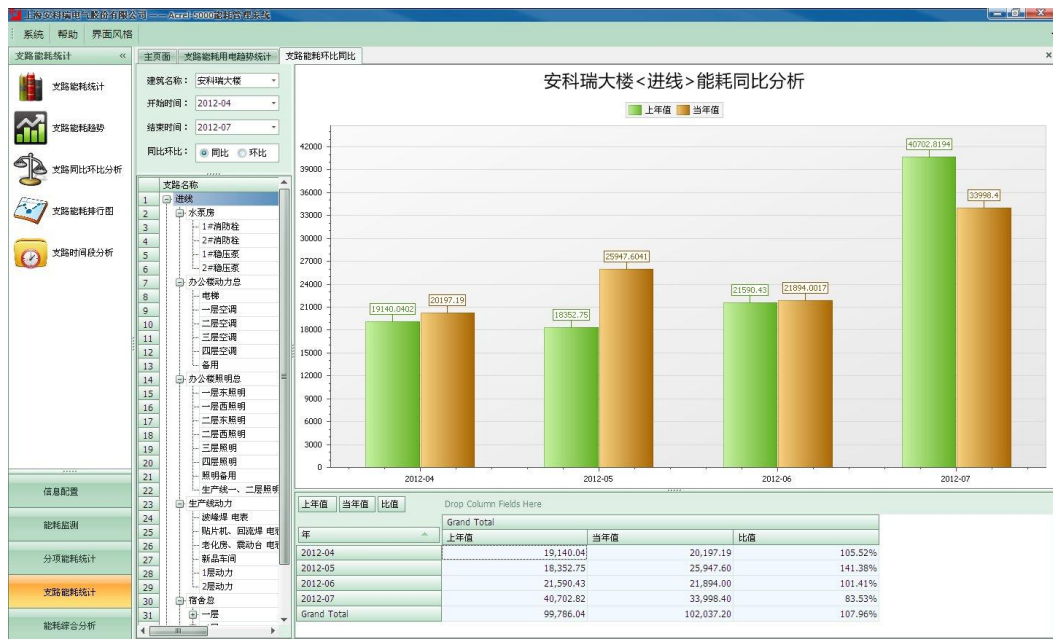 上海安科瑞电气股份有限公司——Acrel-5000能耗管理系统
系统 帮助 界面风格
支路能耗统计 «
支路能耗统计
支路能耗趋势
支路同比环比分析
支路能耗排行图
支路时间段分析
信息配置
能耗监测
分项能耗统计
支路能耗统计
能耗综合分析
主页面 支路能耗用电趋势统计 支路能耗环比同比
建筑名称： 安科瑞大楼
开始时间： 2012-04
结束时间： 2012-07
同比环比： 同比 环比
支路名称
1 进线
2 水泵房
3 1#消防栓
4 2#消防栓
5 1#稳压泵
6 2#稳压泵
7 办公楼动力总
8 电梯
9 一层空调
10 二层空调
11 三层空调
12 四层空调
13 备用
14 办公楼照明总
15 一层东照明
16 一层西照明
17 二层东照明
18 二层西照明
19 三层照明
20 四层照明
21 照明备用
22 生产线一、二层照明
23 生产线动力
24 波峰焊 电表
25 贴片机、回流焊 电
26 老化房、震动台 电
27 新品车间
28 1层动力
29 2层动力
30 宿舍总
31 一层
安科瑞大楼<进线>能耗同比分析
上年值 当年值
42000
39000
36000
33000
30000
27000
24000
21000
18000
15000
12000
9000
6000
3000
0
19140.0402
20197.19
18352.75
25947.6041
21590.43
21894.0017
40702.8194
33998.4
2012-04 2012-05 2012-06 2012-07
上年值 当年值 比值 Drop Column Fields Here
Grand Total
年 上年值 当年值 比值
2012-04 19,140.04 20,197.19 105.52%
2012-05 18,352.75 25,947.60 141.38%
2012-06 21,590.43 21,894.00 101.41%
2012-07 40,702.82 33,998.40 83.53%
Grand Total 99,786.04 102,037.20 107.96%